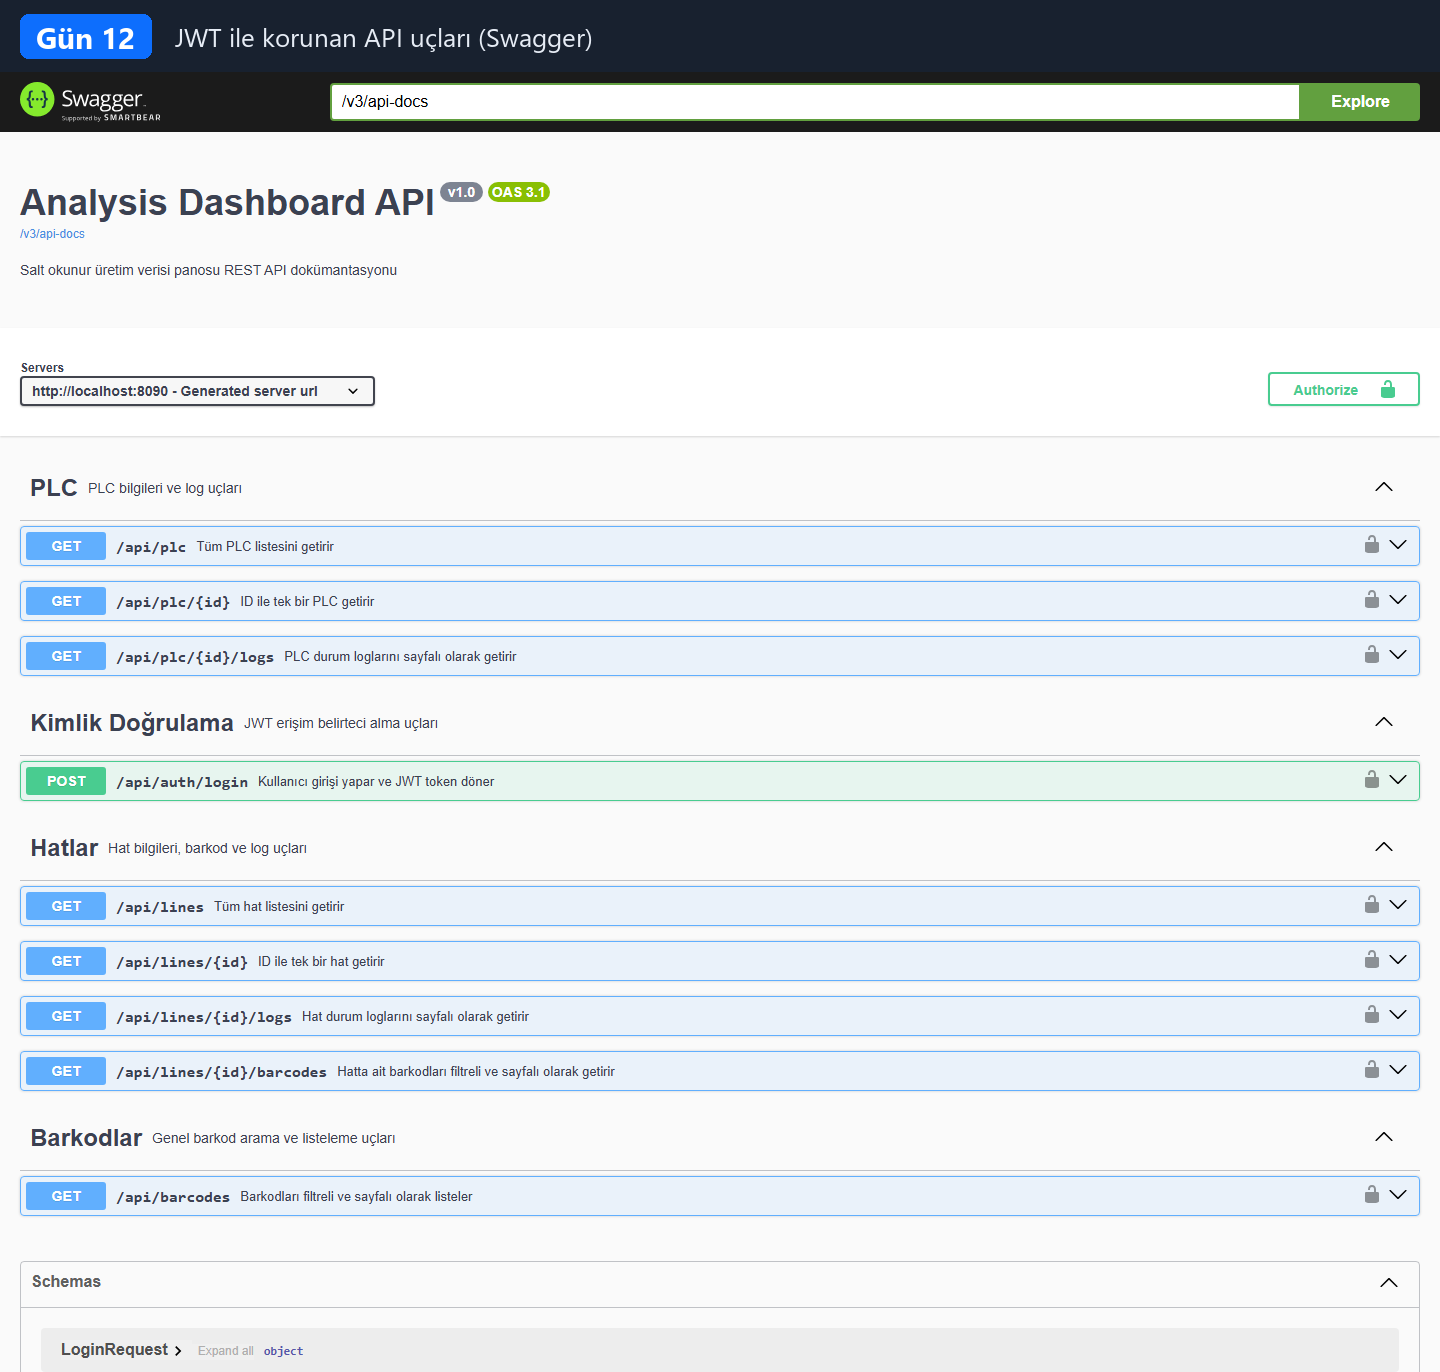 Gün 12 JWT ile korunan API uçları (Swagger)
Swagger
Supported by SMARTBEAR
/v3/api-docs Explore
Analysis Dashboard API v1.0 OAS 3.1
/v3/api-docs
Salt okunur üretim verisi panosu REST API dokümantasyonu
Servers
http://localhost:8090 - Generated server url Authorize
PLC PLC bilgileri ve log uçları
GET /api/plc Tüm PLC listesini getirir
GET /api/plc/{id} ID ile tek bir PLC getirir
GET /api/plc/{id}/logs PLC durum loglarını sayfalı olarak getirir
Kimlik Doğrulama JWT erişim belirteci alma uçları
POST /api/auth/login Kullanıcı girişi yapar ve JWT token döner
Hatlar Hat bilgileri, barkod ve log uçları
GET /api/lines Tüm hat listesini getirir
GET /api/lines/{id} ID ile tek bir hat getirir
GET /api/lines/{id}/logs Hat durum loglarını sayfalı olarak getirir
GET /api/lines/{id}/barcodes Hatta ait barkodları filtreli ve sayfalı olarak getirir
Barkodlar Genel barkod arama ve listeleme uçları
GET /api/barcodes Barkodları filtreli ve sayfalı olarak listeler
Schemas
LoginRequest Expand all object